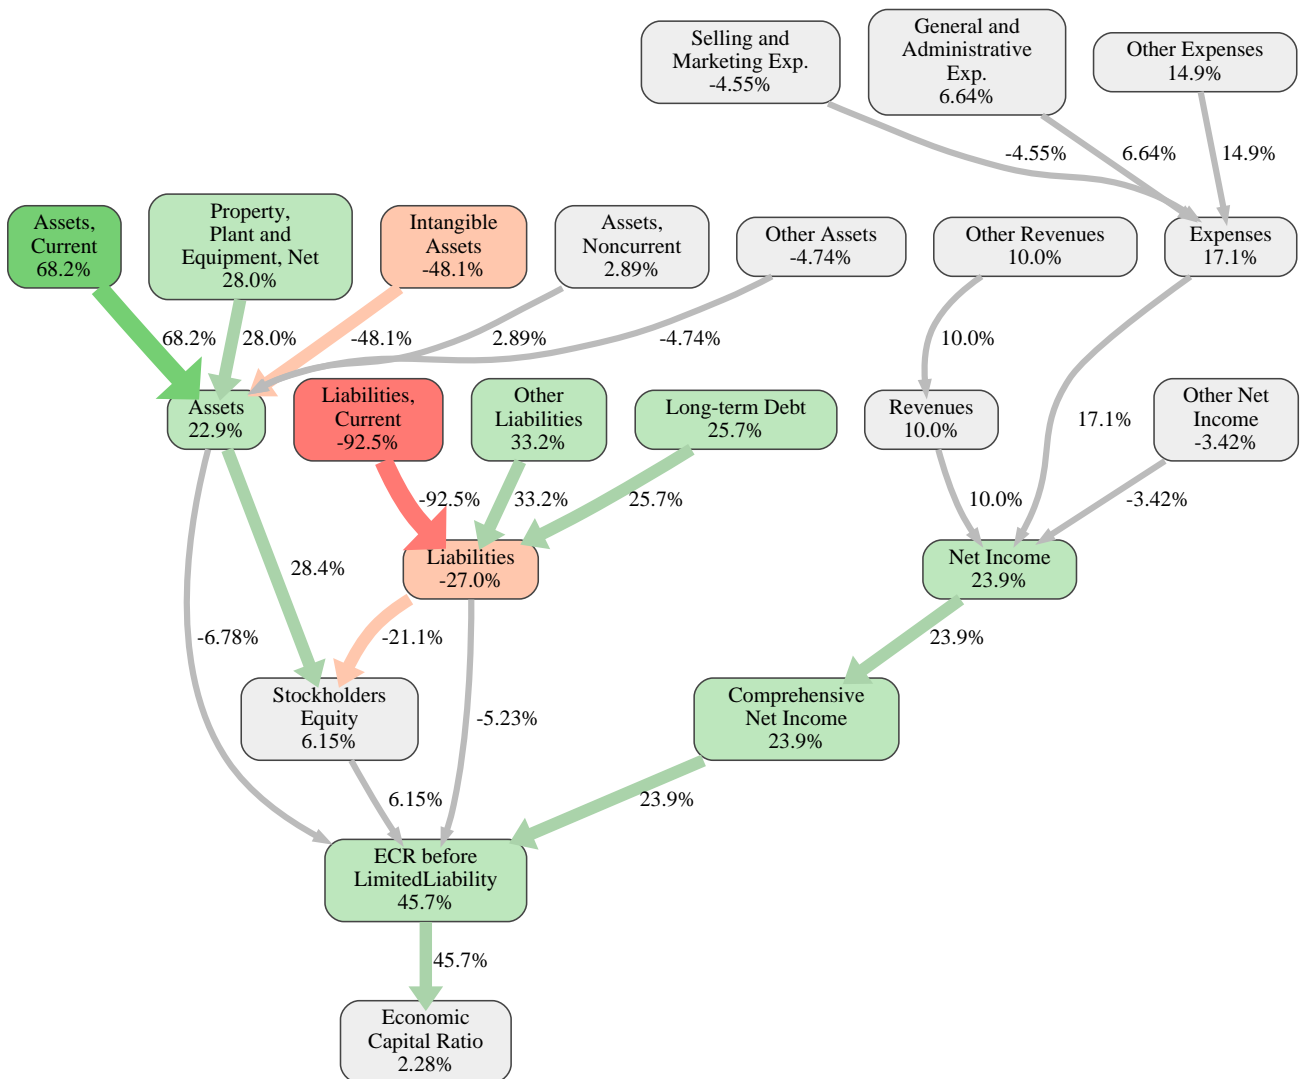 Selling and
Marketing Exp.
-4.55%
General and
Administrative
Exp.
6.64%
Other Expenses
14.9%
-4.55%
6.64%
14.9%
Assets,
Current
68.2%
Property,
Plant and
Equipment, Net
28.0%
Intangible
Assets
-48.1%
Assets,
Noncurrent
2.89%
Other Assets
-4.74%
Other Revenues
10.0%
Expenses
17.1%
68.2%
28.0%
-48.1%
2.89%
-4.74%
10.0%
17.1%
Assets
22.9%
Liabilities,
Current
-92.5%
Other
Liabilities
33.2%
Long-term Debt
25.7%
Revenues
10.0%
Other Net
Income
-3.42%
-92.5%
33.2%
25.7%
10.0%
-3.42%
28.4%
Liabilities
-27.0%
Net Income
23.9%
-6.78%
-21.1%
23.9%
Stockholders
Equity
6.15%
-5.23%
Comprehensive
Net Income
23.9%
6.15%
23.9%
ECR before
LimitedLiability
45.7%
45.7%
Economic
Capital Ratio
2.28%